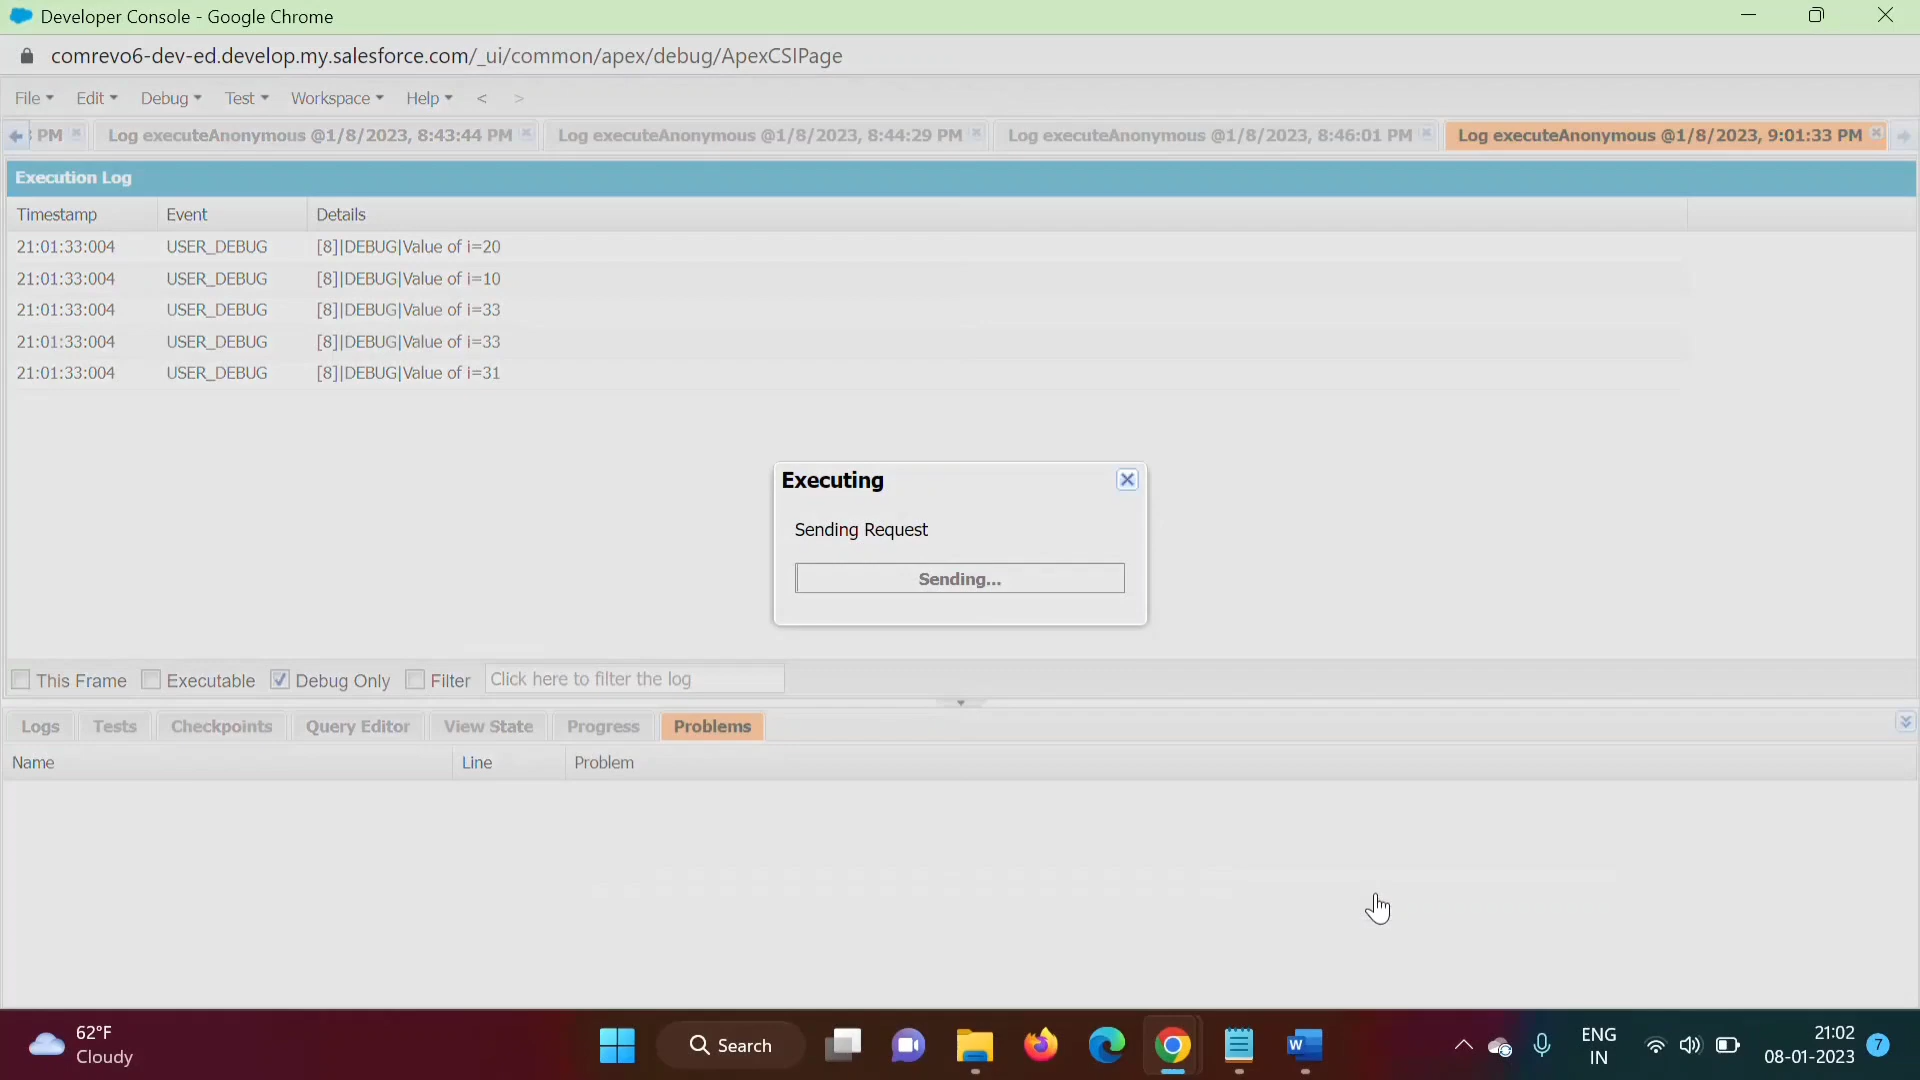 Developer Console - Google Chrome
comrevo6-dev-ed.develop.my.salesforce.com/_ui/common/apex/debug/ApexCSIPage
File Edit Debug Test Workspace Help < >
PM Log executeAnonymous @1/8/2023, 8:43:44 PM Log executeAnonymous @1/8/2023, 8:44:29 PM Log executeAnonymous @1/8/2023, 8:46:01 PM Log executeAnonymous @1/8/2023, 9:01:33 PM
Execution Log
Timestamp Event Details
21:01:33:004 USER_DEBUG [8]|DEBUG|Value of i=20
21:01:33:004 USER_DEBUG [8]|DEBUG|Value of i=10
21:01:33:004 USER_DEBUG [8]|DEBUG|Value of i=33
21:01:33:004 USER_DEBUG [8]|DEBUG|Value of i=33
21:01:33:004 USER_DEBUG [8]|DEBUG|Value of i=31
Executing
Sending Request
Sending...
This Frame Executable Debug Only Filter Click here to filter the log
Logs Tests Checkpoints Query Editor View State Progress Problems
Name Line Problem
62°F
Cloudy
Search
ENG
IN
21:02
08-01-2023
7